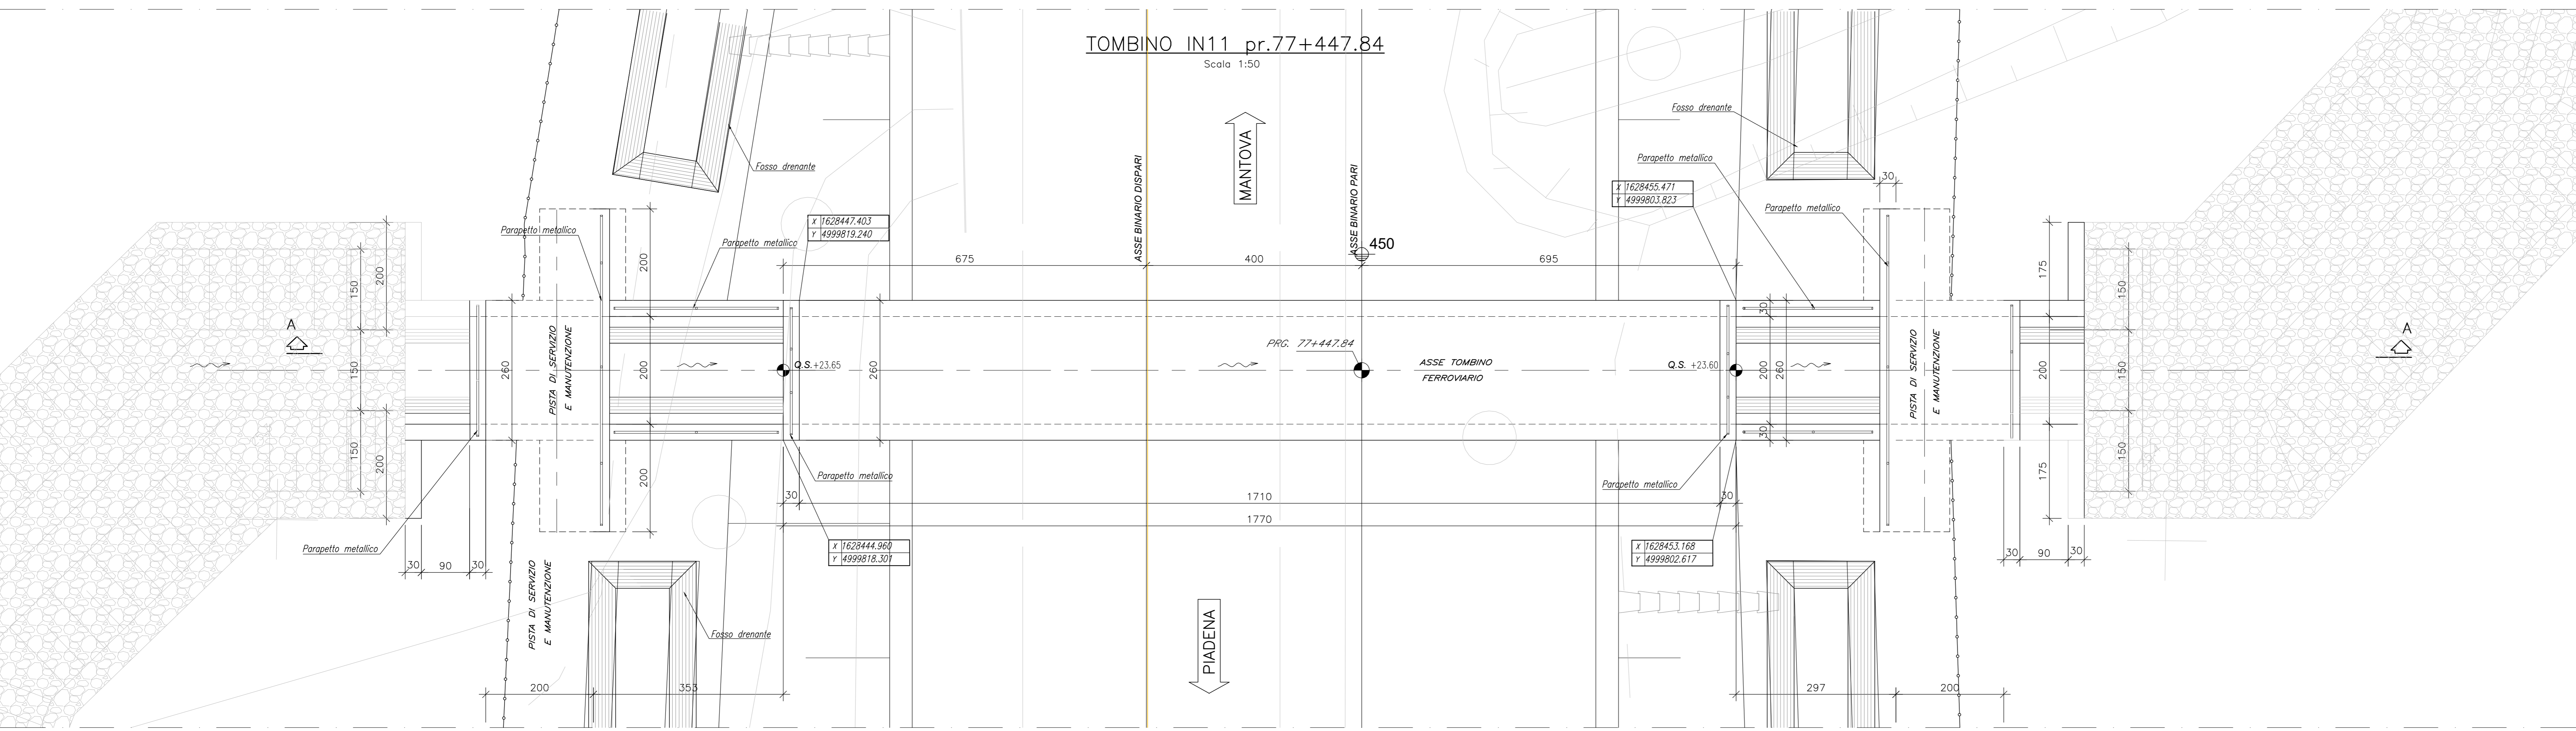 TOMBINO IN11 pr.77+447.84
Scala 1:50
MANTOVA
ASSE BINARIO DISPARI
ASSE BINARIO PARI
450
Fosso drenante
Fosso drenante
Parapetto metallico
X 1628455.471
Y 4999803.823
30
Parapetto metallico
Parapetto metallico
Parapetto metallico
X 1628447.403
Y 4999819.240
675
400
695
200
150
200
175
150
A
260
PISTA DI SERVIZIO
E MANUTENZIONE
200
150
Q.S.+23.65
260
PRG. 77+447.84
ASSE TOMBINO
FERROVIARIO
Q.S. +23.60
30
200
260
30
PISTA DI SERVIZIO
E MANUTENZIONE
200
150
A
150
200
200
175
150
Parapetto metallico
Parapetto metallico
30
1710
30
1770
Parapetto metallico
X 1628444.960
Y 4999818.301
X 1628453.168
Y 4999802.617
30
90
30
30
90
30
PISTA DI SERVIZIO
E MANUTENZIONE
Fosso drenante
PIADENA
200
353
297
200